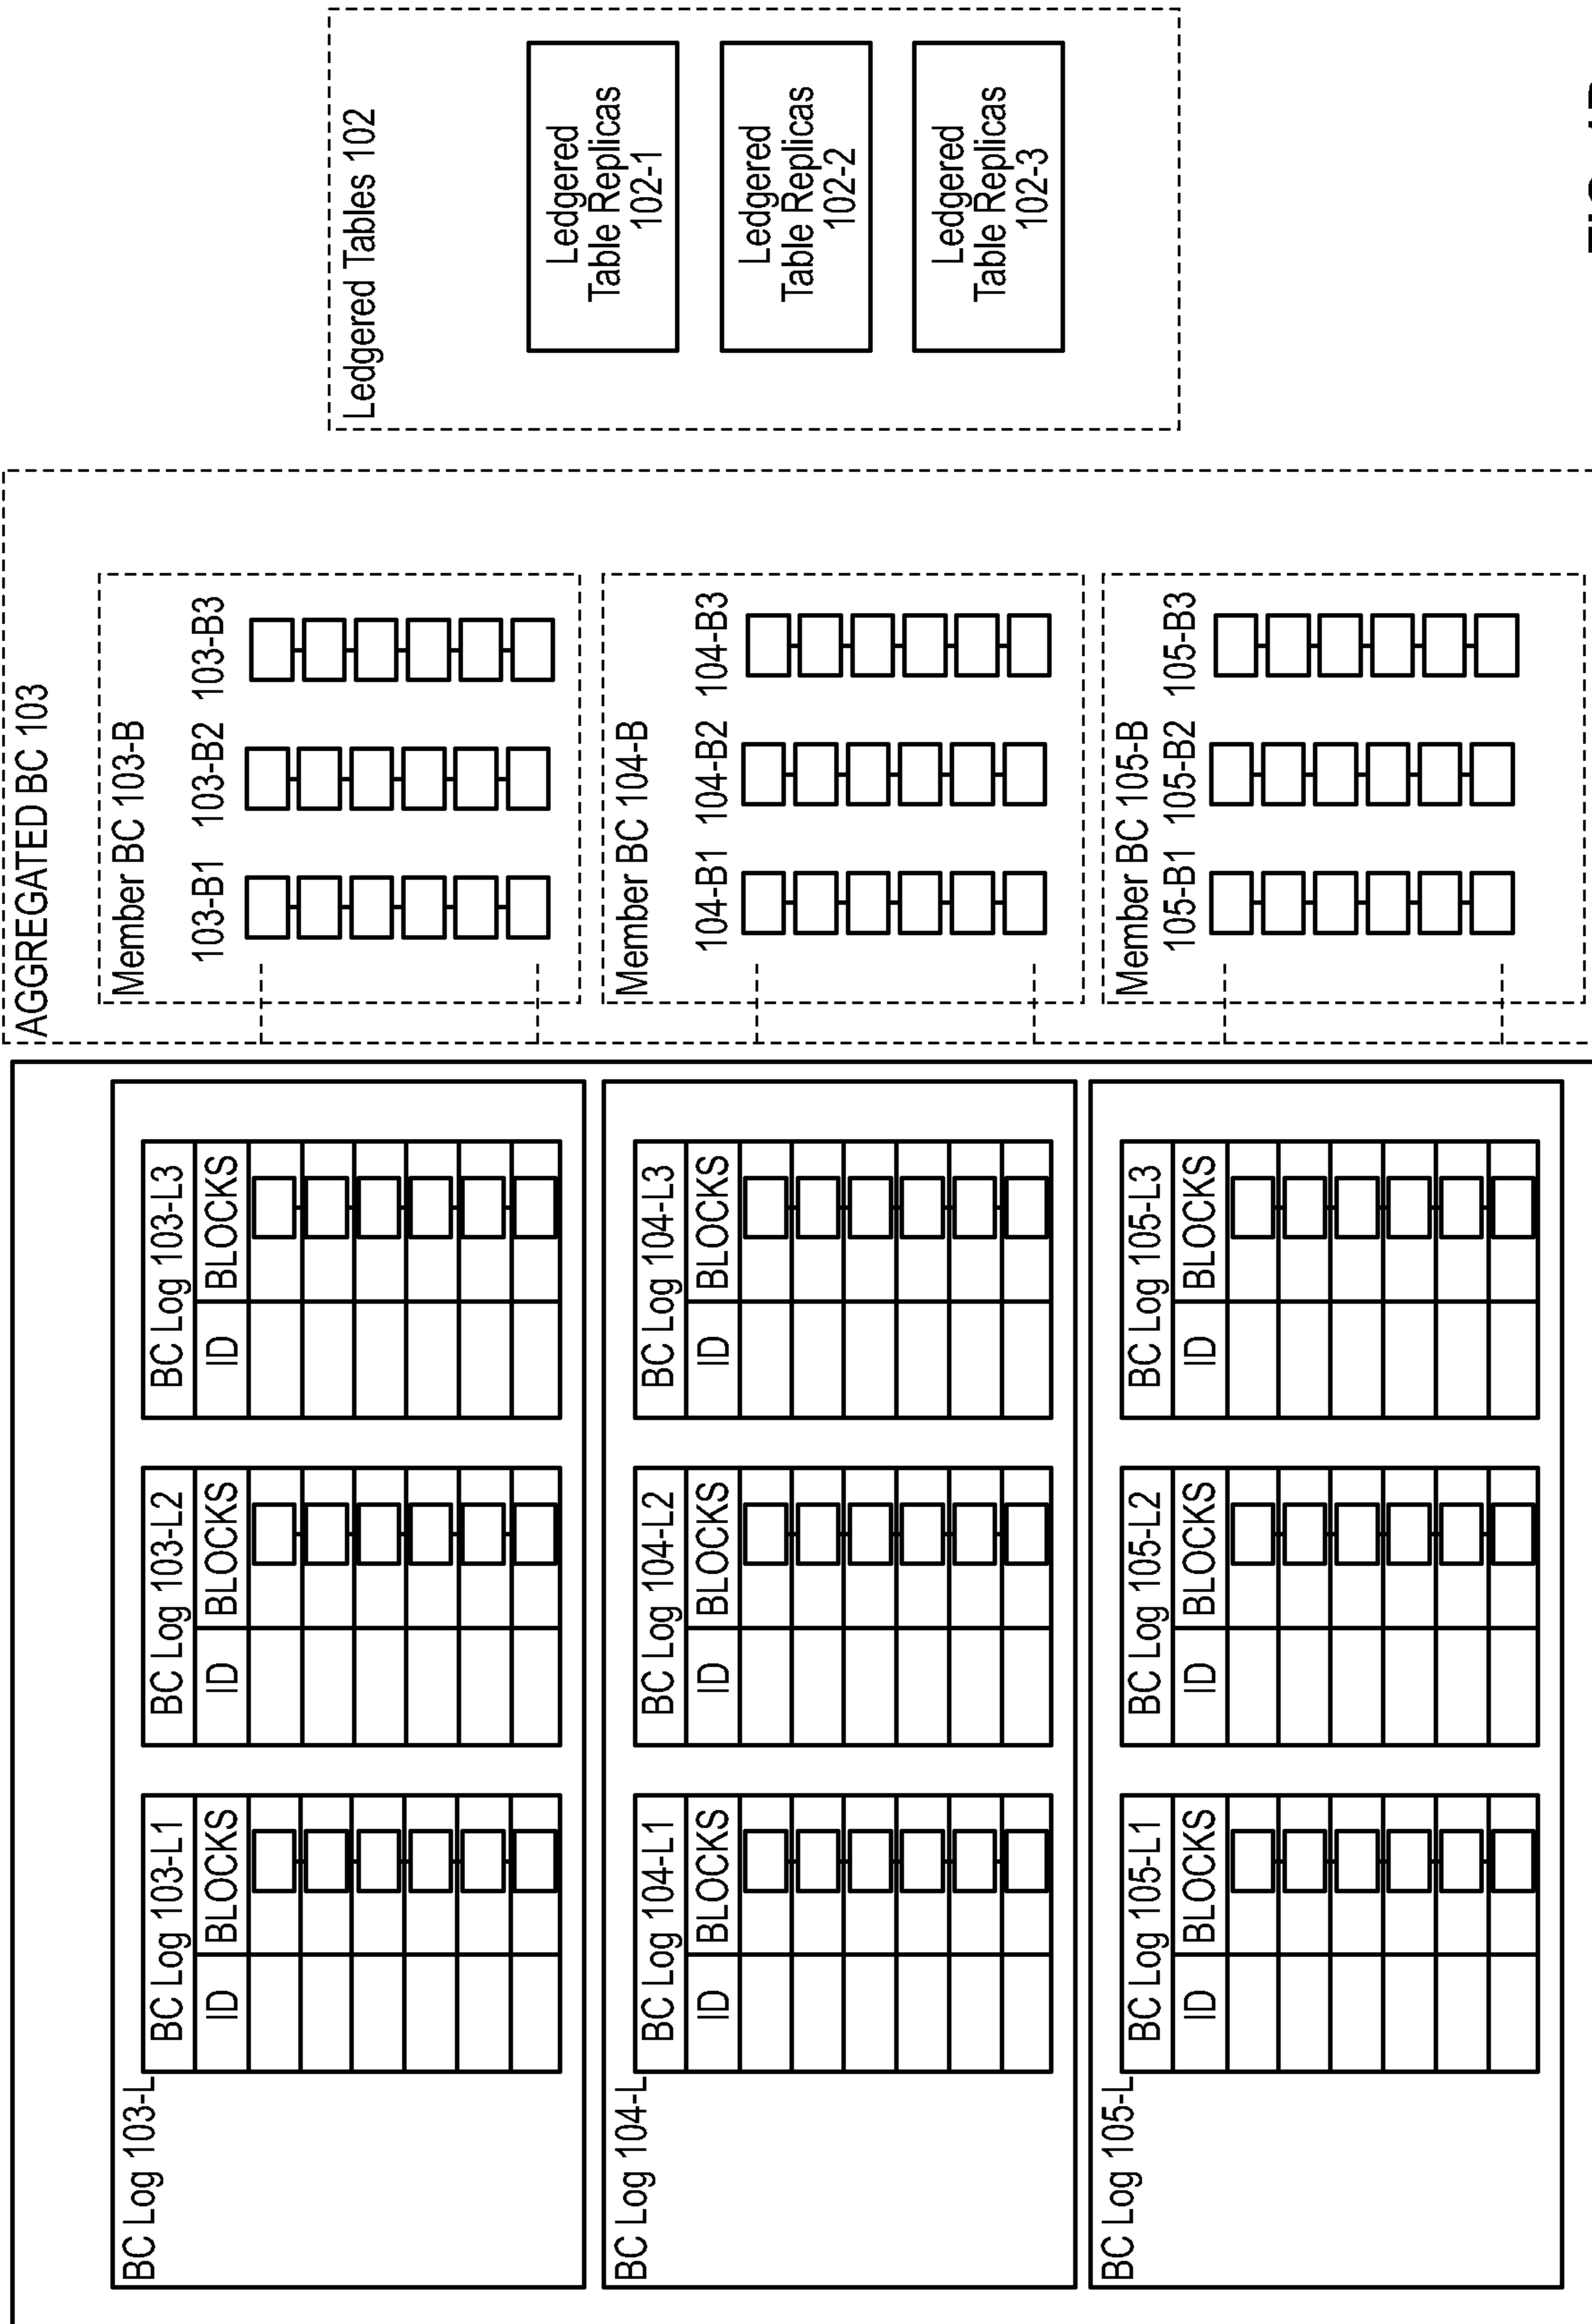 BC Log 103-L
BC Log 103-L1
ID BLOCKS
BC Log 103-L2
ID BLOCKS
BC Log 103-L3
ID BLOCKS
BC Log 104-L
BC Log 104-L1
ID BLOCKS
BC Log 104-L2
ID BLOCKS
BC Log 104-L3
ID BLOCKS
BC Log 105-L
BC Log 105-L1
ID BLOCKS
BC Log 105-L2
ID BLOCKS
BC Log 105-L3
ID BLOCKS
AGGREGATED BC 103
Member BC 103-B
103-B1 103-B2 103-B3
Member BC 104-B
104-B1 104-B2 104-B3
Member BC 105-B
105-B1 105-B2 105-B3
Ledgered Tables 102
Ledgered
Table Replicas
102-1
Ledgered
Table Replicas
102-2
Ledgered
Table Replicas
102-3